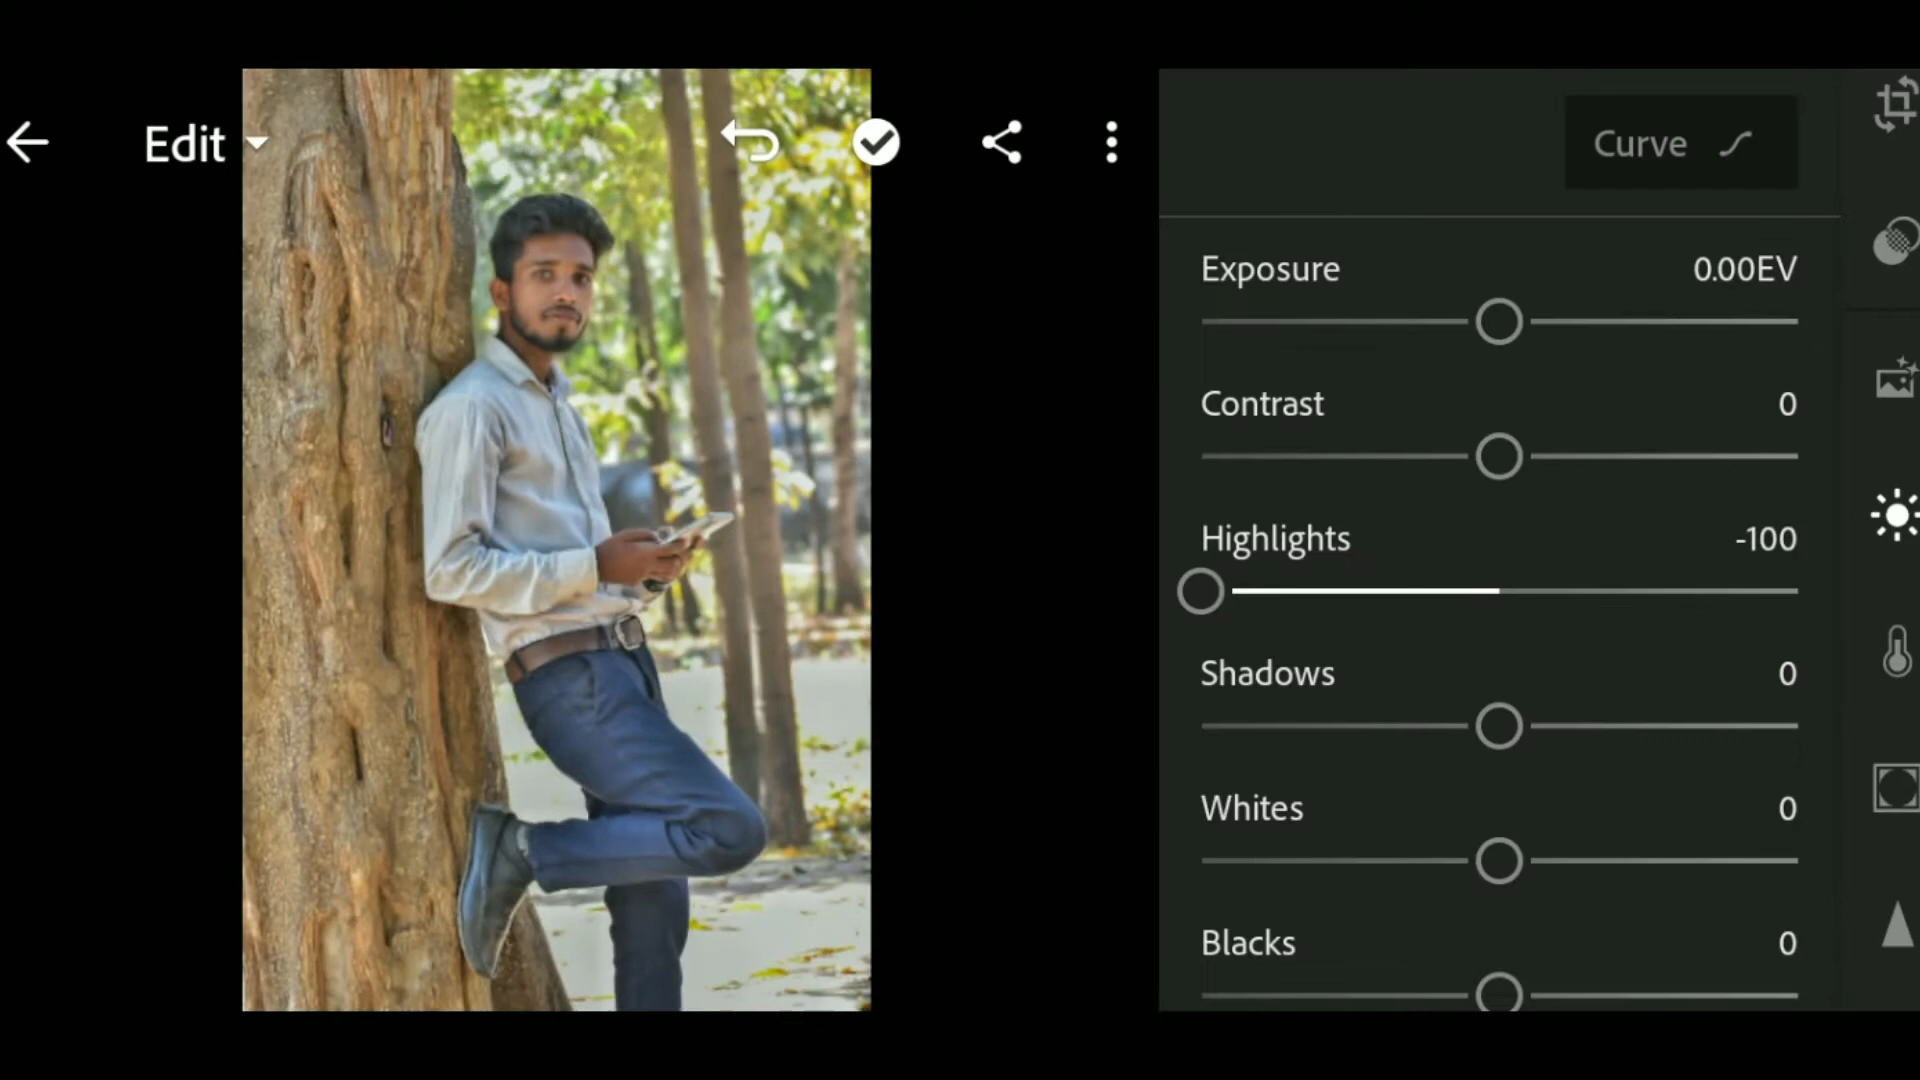 Edit
Curve
Exposure 0.00EV
Contrast 0
Highlights -100
Shadows 0
Whites 0
Blacks 0